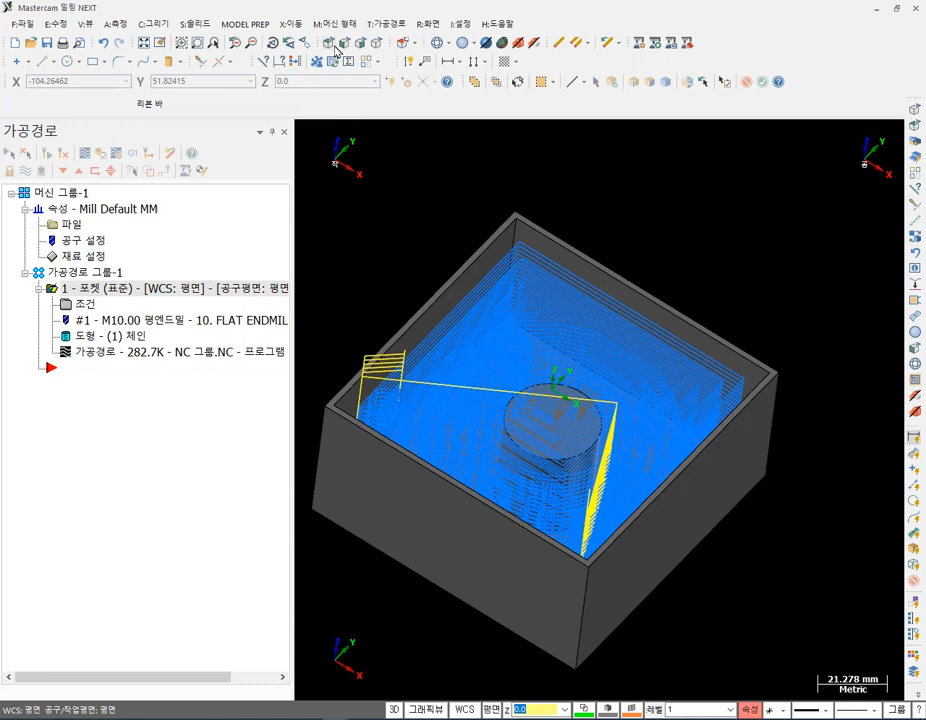 Mastercam 밀링 NEXT
F:파일 E:수정 V:뷰 A:측정 C:그리기 S:솔리드 MODEL PREP X:이동 M:머신 형태 T:가공경로 R:화면 I:설정 H:도움말
X -104.26462 Y 51.82415 Z 0.0
리본 바
가공경로
G1
머신 그룹-1
속성 - Mill Default MM
파일
공구 설정
재료 설정
가공경로 그룹-1
1 - 포켓 (표준) - [WCS: 평면] - [공구평면: 평면
조건
#1 - M10.00 평엔드밀 - 10. FLAT ENDMIL
도형 - (1) 체인
가공경로 - 282.7K - NC 그룹.NC - 프로그램
Z Y X
21.278 mm
Metric
WCS: 평면 공구/작업평면: 평면
3D 그래픽뷰 WCS 평면 Z 0.0 레벨 1 속성 그룹